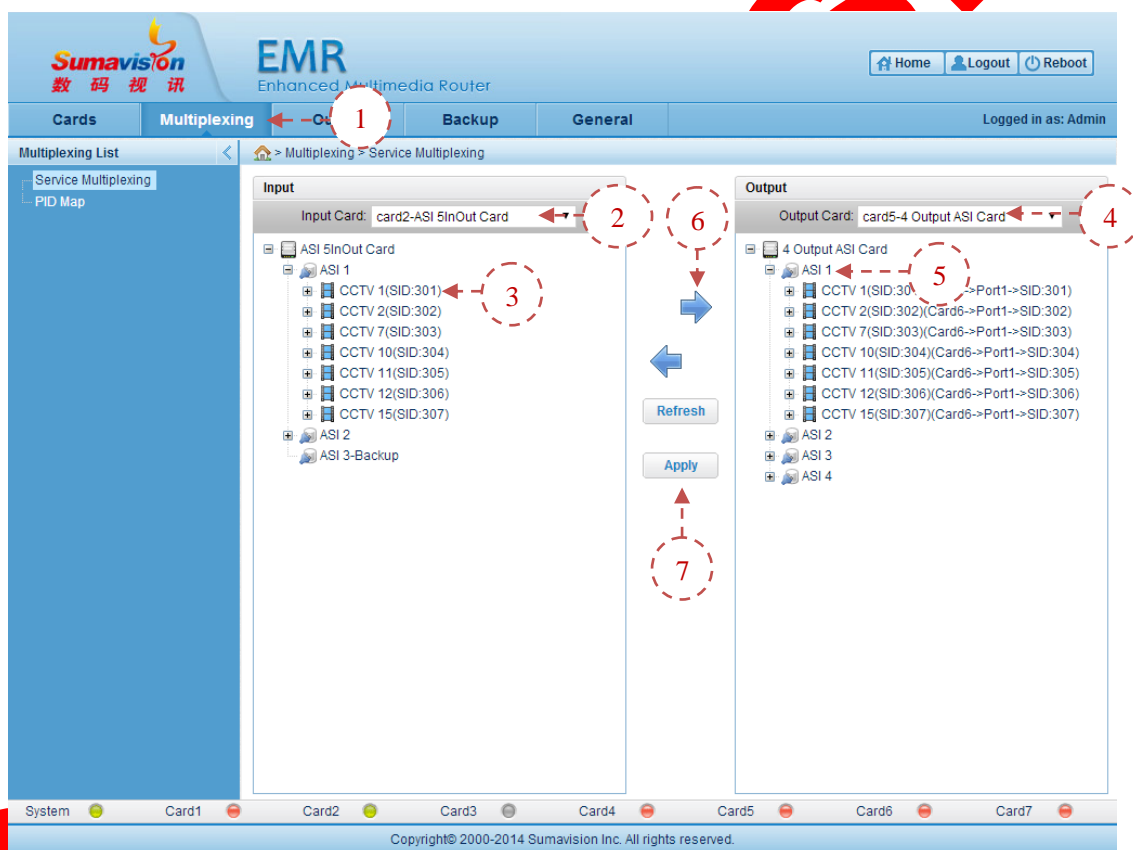 Sumavision
数码视讯
EMR
Enhanced Multimedia Router
Home
Logout
Reboot
Cards
Multiplexing
1
Backup
General
Logged in as: Admin
Multiplexing List
> Multiplexing > Service Multiplexing
Service Multiplexing
PID Map
Input
Input Card: card2-ASI 5InOut Card
2
ASI 5InOut Card
ASI 1
CCTV 1(SID:301)
3
CCTV 2(SID:302)
CCTV 7(SID:303)
CCTV 10(SID:304)
CCTV 11(SID:305)
CCTV 12(SID:306)
CCTV 15(SID:307)
ASI 2
ASI 3-Backup
6
Refresh
Apply
7
Output
Output Card: card5-4 Output ASI Card
4
4 Output ASI Card
ASI 1
5
CCTV 1(SID:30 ->Port1->SID:301)
CCTV 2(SID:302)(Card6->Port1->SID:302)
CCTV 7(SID:303)(Card6->Port1->SID:303)
CCTV 10(SID:304)(Card6->Port1->SID:304)
CCTV 11(SID:305)(Card6->Port1->SID:305)
CCTV 12(SID:306)(Card6->Port1->SID:306)
CCTV 15(SID:307)(Card6->Port1->SID:307)
ASI 2
ASI 3
ASI 4
System Card1 Card2 Card3 Card4 Card5 Card6 Card7
Copyright© 2000-2014 Sumavision Inc. All rights reserved.